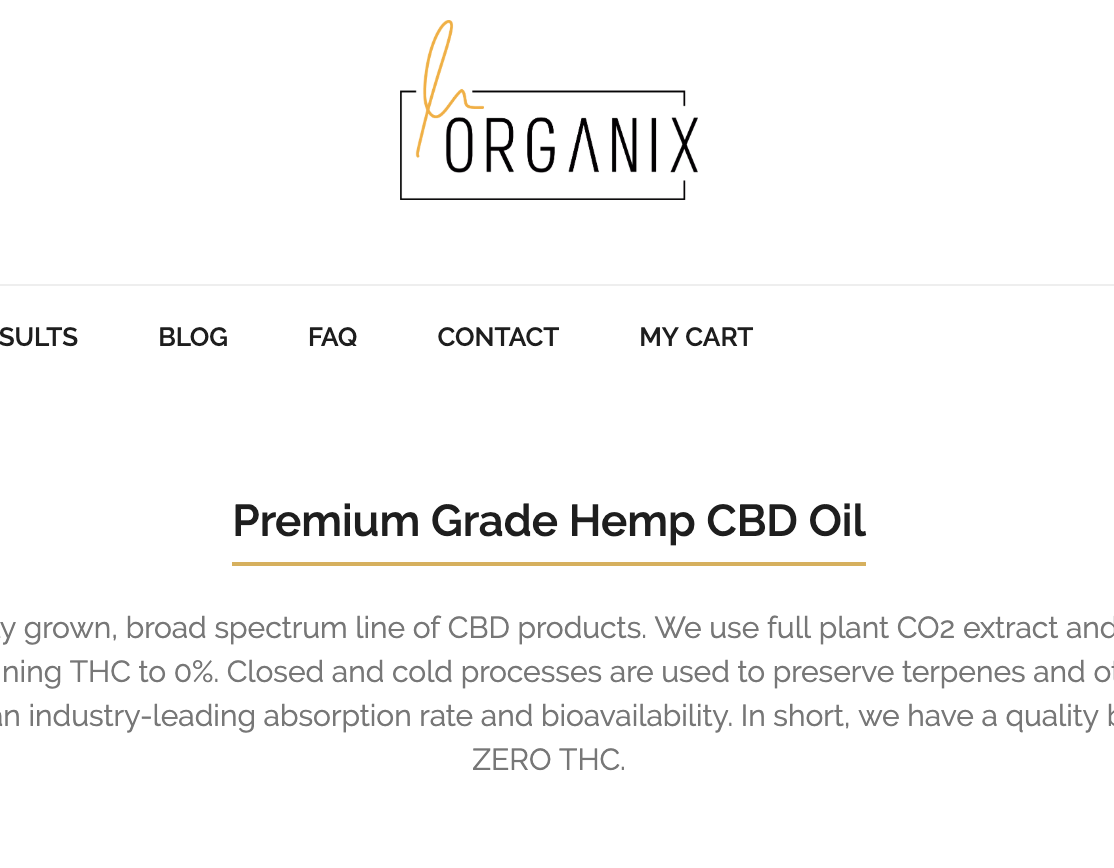 h
ORGANIX
SULTS BLOG FAQ CONTACT MY CART
Premium Grade Hemp CBD Oil
y grown, broad spectrum line of CBD products. We use full plant CO2 extract and
ning THC to 0%. Closed and cold processes are used to preserve terpenes and ot
an industry-leading absorption rate and bioavailability. In short, we have a quality b
ZERO THC.